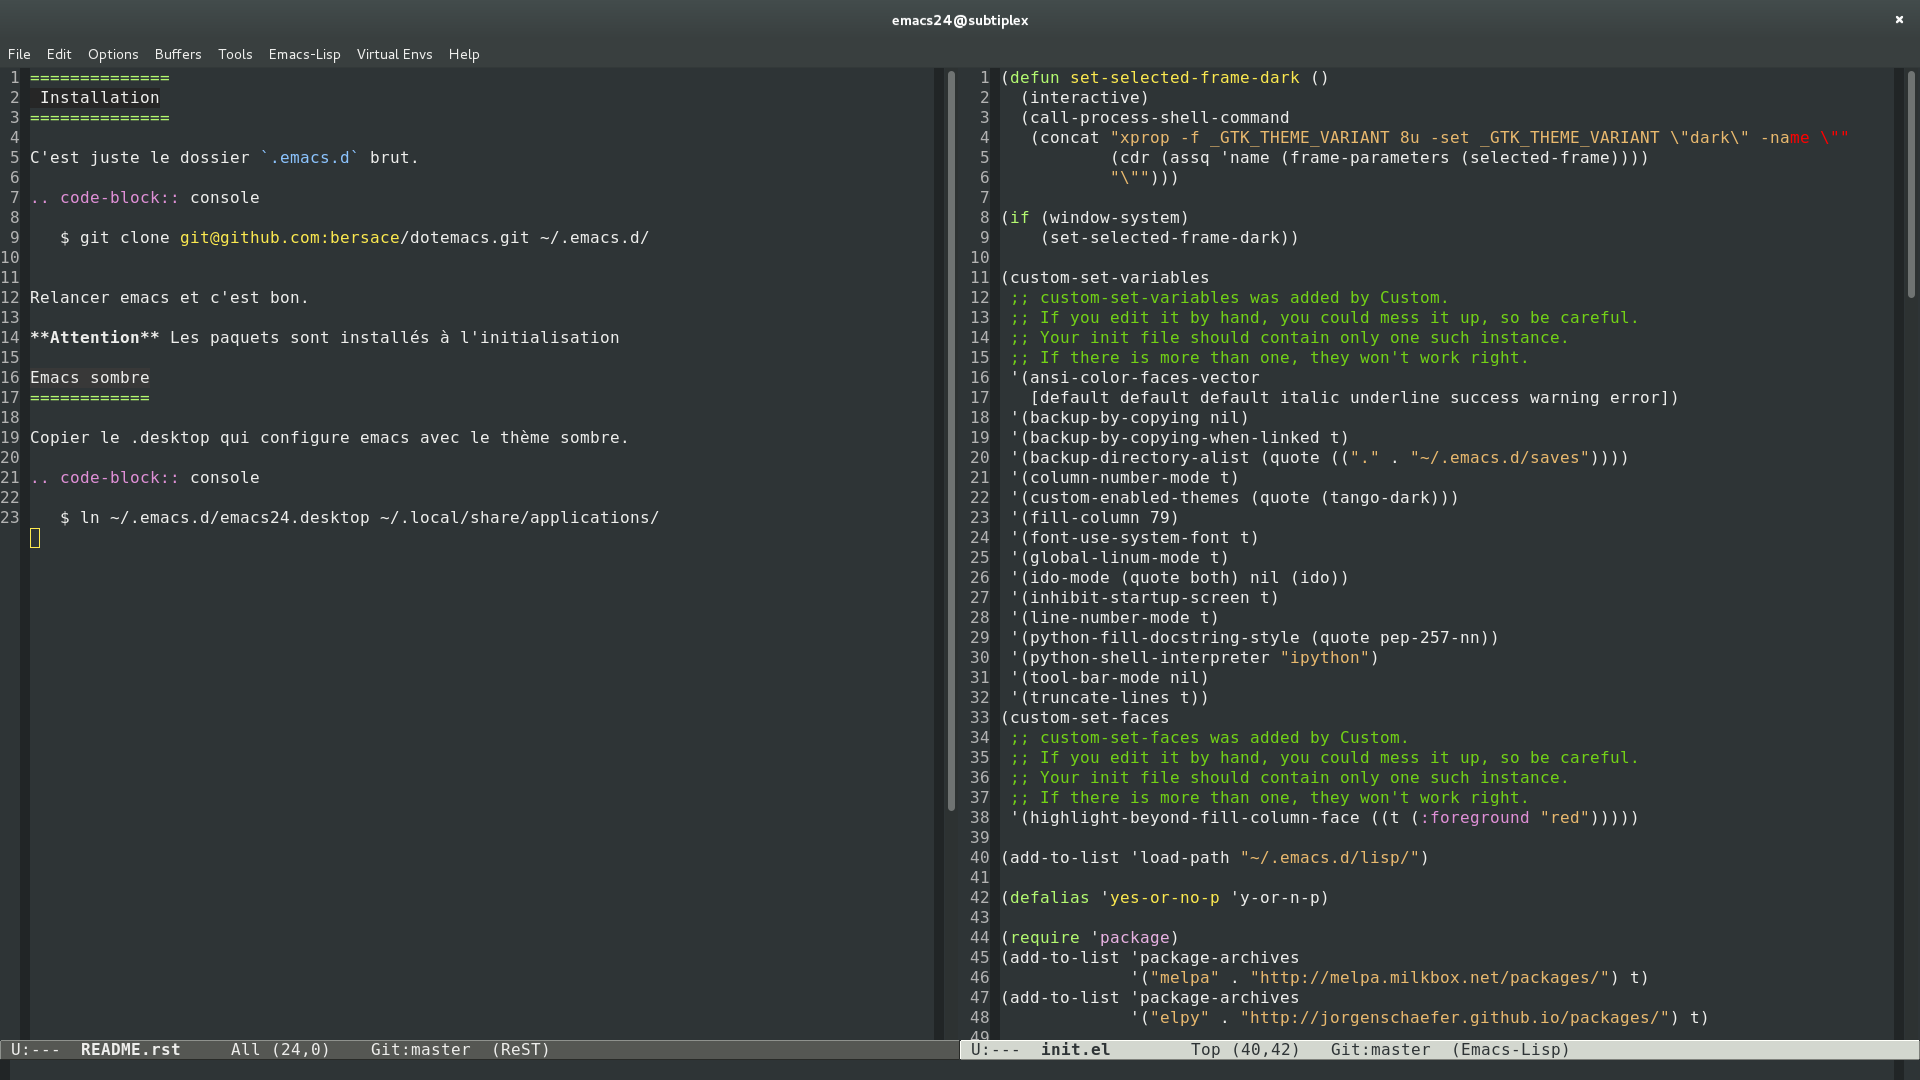 emacs24@subtiplex
File Edit Options Buffers Tools Emacs-Lisp Virtual Envs Help
1 ==============
2  Installation
3 ==============
4
5 C'est juste le dossier `.emacs.d` brut.
6
7 .. code-block:: console
8
9    $ git clone git@github.com:bersace/dotemacs.git ~/.emacs.d/
10
11
12 Relancer emacs et c'est bon.
13
14 **Attention** Les paquets sont installés à l'initialisation
15
16 Emacs sombre
17 ============
18
19 Copier le .desktop qui configure emacs avec le thème sombre.
20
21 .. code-block:: console
22
23    $ ln ~/.emacs.d/emacs24.desktop ~/.local/share/applications/
U:---  README.rst     All (24,0)    Git:master  (ReST)
1 (defun set-selected-frame-dark ()
2   (interactive)
3   (call-process-shell-command
4    (concat "xprop -f _GTK_THEME_VARIANT 8u -set _GTK_THEME_VARIANT \"dark\" -name \""
5            (cdr (assq 'name (frame-parameters (selected-frame))))
6            "\"")))
7
8 (if (window-system)
9     (set-selected-frame-dark))
10
11 (custom-set-variables
12  ;; custom-set-variables was added by Custom.
13  ;; If you edit it by hand, you could mess it up, so be careful.
14  ;; Your init file should contain only one such instance.
15  ;; If there is more than one, they won't work right.
16  '(ansi-color-faces-vector
17    [default default default italic underline success warning error])
18  '(backup-by-copying nil)
19  '(backup-by-copying-when-linked t)
20  '(backup-directory-alist (quote (("." . "~/.emacs.d/saves"))))
21  '(column-number-mode t)
22  '(custom-enabled-themes (quote (tango-dark)))
23  '(fill-column 79)
24  '(font-use-system-font t)
25  '(global-linum-mode t)
26  '(ido-mode (quote both) nil (ido))
27  '(inhibit-startup-screen t)
28  '(line-number-mode t)
29  '(python-fill-docstring-style (quote pep-257-nn))
30  '(python-shell-interpreter "ipython")
31  '(tool-bar-mode nil)
32  '(truncate-lines t))
33 (custom-set-faces
34  ;; custom-set-faces was added by Custom.
35  ;; If you edit it by hand, you could mess it up, so be careful.
36  ;; Your init file should contain only one such instance.
37  ;; If there is more than one, they won't work right.
38  '(highlight-beyond-fill-column-face ((t (:foreground "red")))))
39
40 (add-to-list 'load-path "~/.emacs.d/lisp/")
41
42 (defalias 'yes-or-no-p 'y-or-n-p)
43
44 (require 'package)
45 (add-to-list 'package-archives
46              '("melpa" . "http://melpa.milkbox.net/packages/") t)
47 (add-to-list 'package-archives
48              '("elpy" . "http://jorgenschaefer.github.io/packages/") t)
49
U:---  init.el        Top (40,42)   Git:master  (Emacs-Lisp)